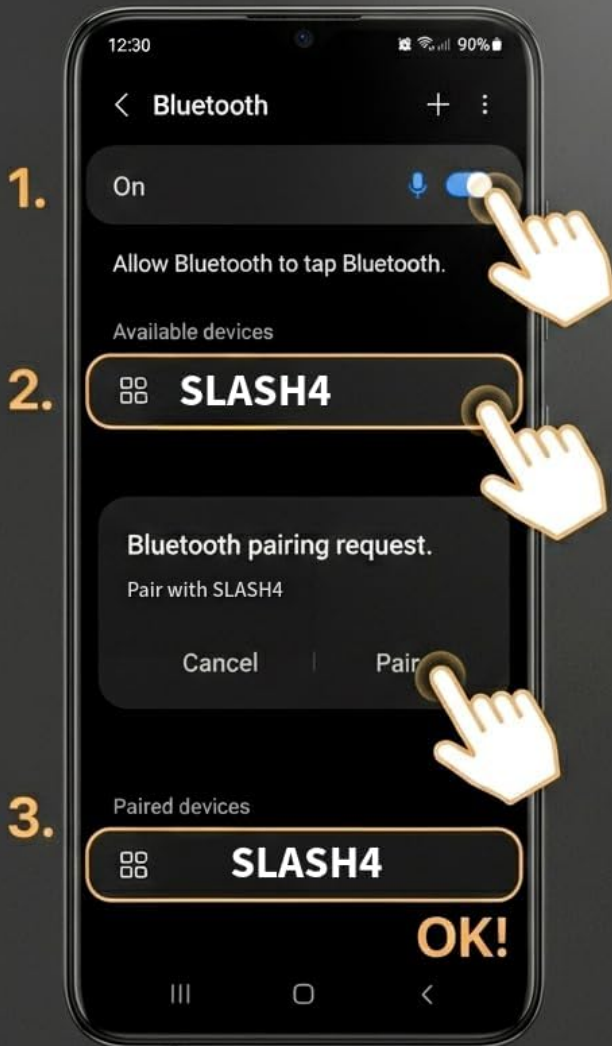 12:30
90%
Bluetooth
1.
On
Allow Bluetooth to tap Bluetooth.
Available devices
2.
SLASH4
Bluetooth pairing request.
Pair with SLASH4
Cancel | Pair
Paired devices
3.
SLASH4
OK!